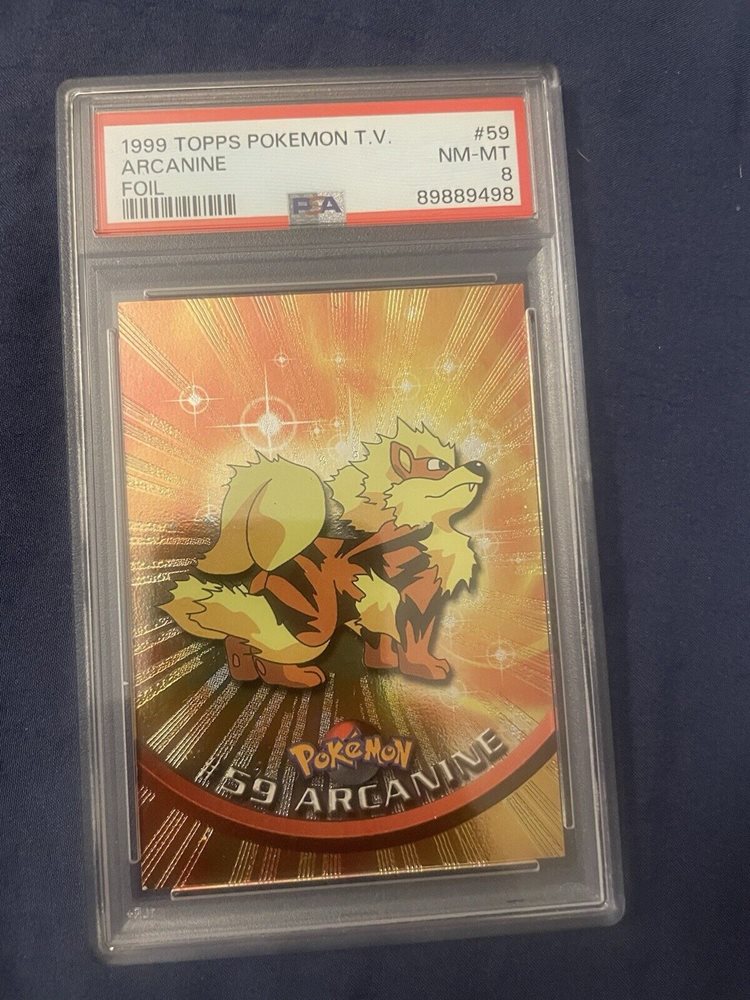 1999 TOPPS POKEMON T.V. #59
ARCANINE NM-MT
FOIL 8
PSA 89889498
POKéMON
59 ARCANINE